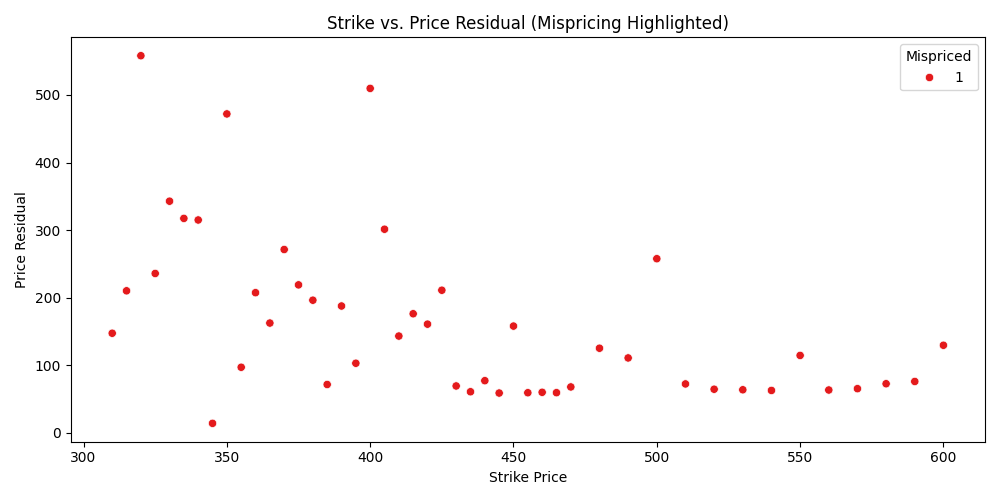 Strike vs. Price Residual (Mispricing Highlighted)
Mispriced
1
Price Residual
500
400
300
200
100
0
300 350 400 450 500 550 600
Strike Price